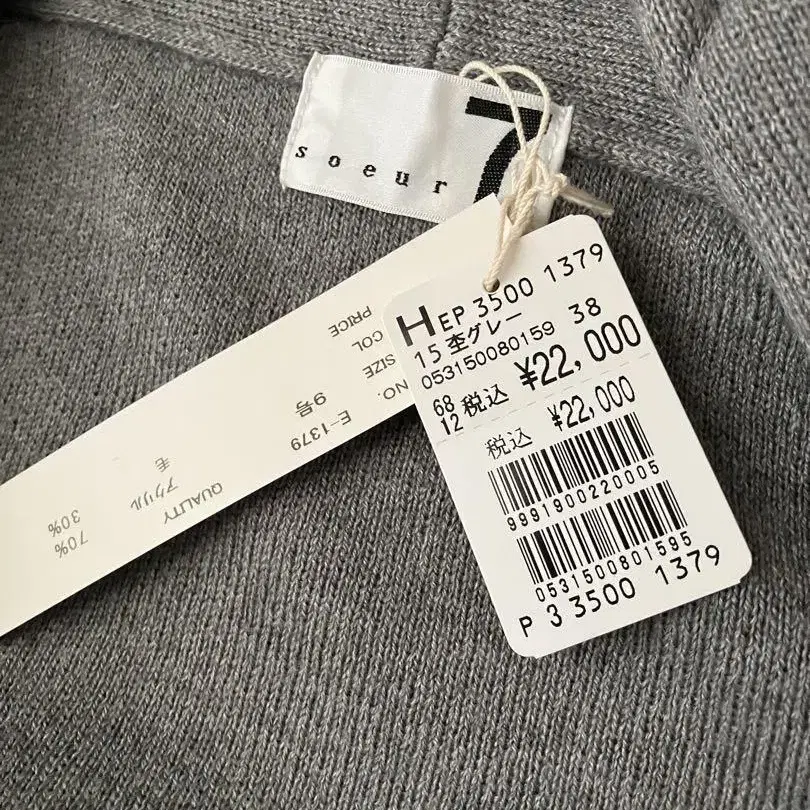 soeur 7
HEP 3500 1379
15 杢グレー 38
053150080159
68
12 税込 ¥22,000
税込 ¥22,000
9991900220005
0531500801595
P 3 3500 1379
NO. E-1379
SIZE 9号
COL
PRICE
QUALITY
アクリル 70%
毛 30%